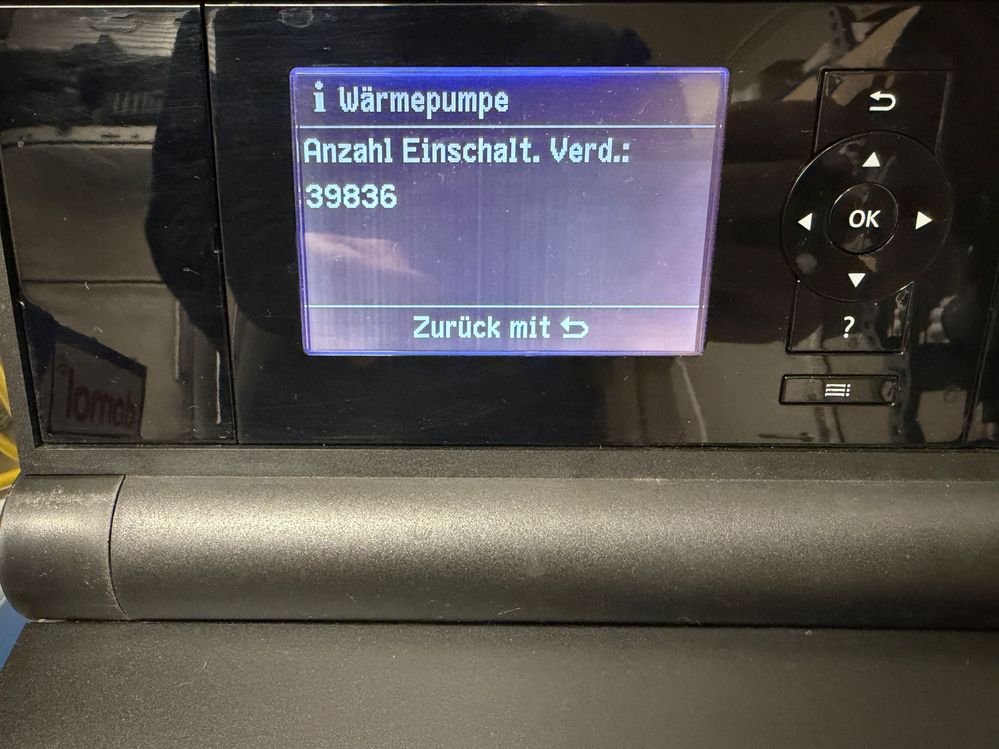 i Wärmepumpe
Anzahl Einschalt. Verd.:
39836
Zurück mit
OK
?